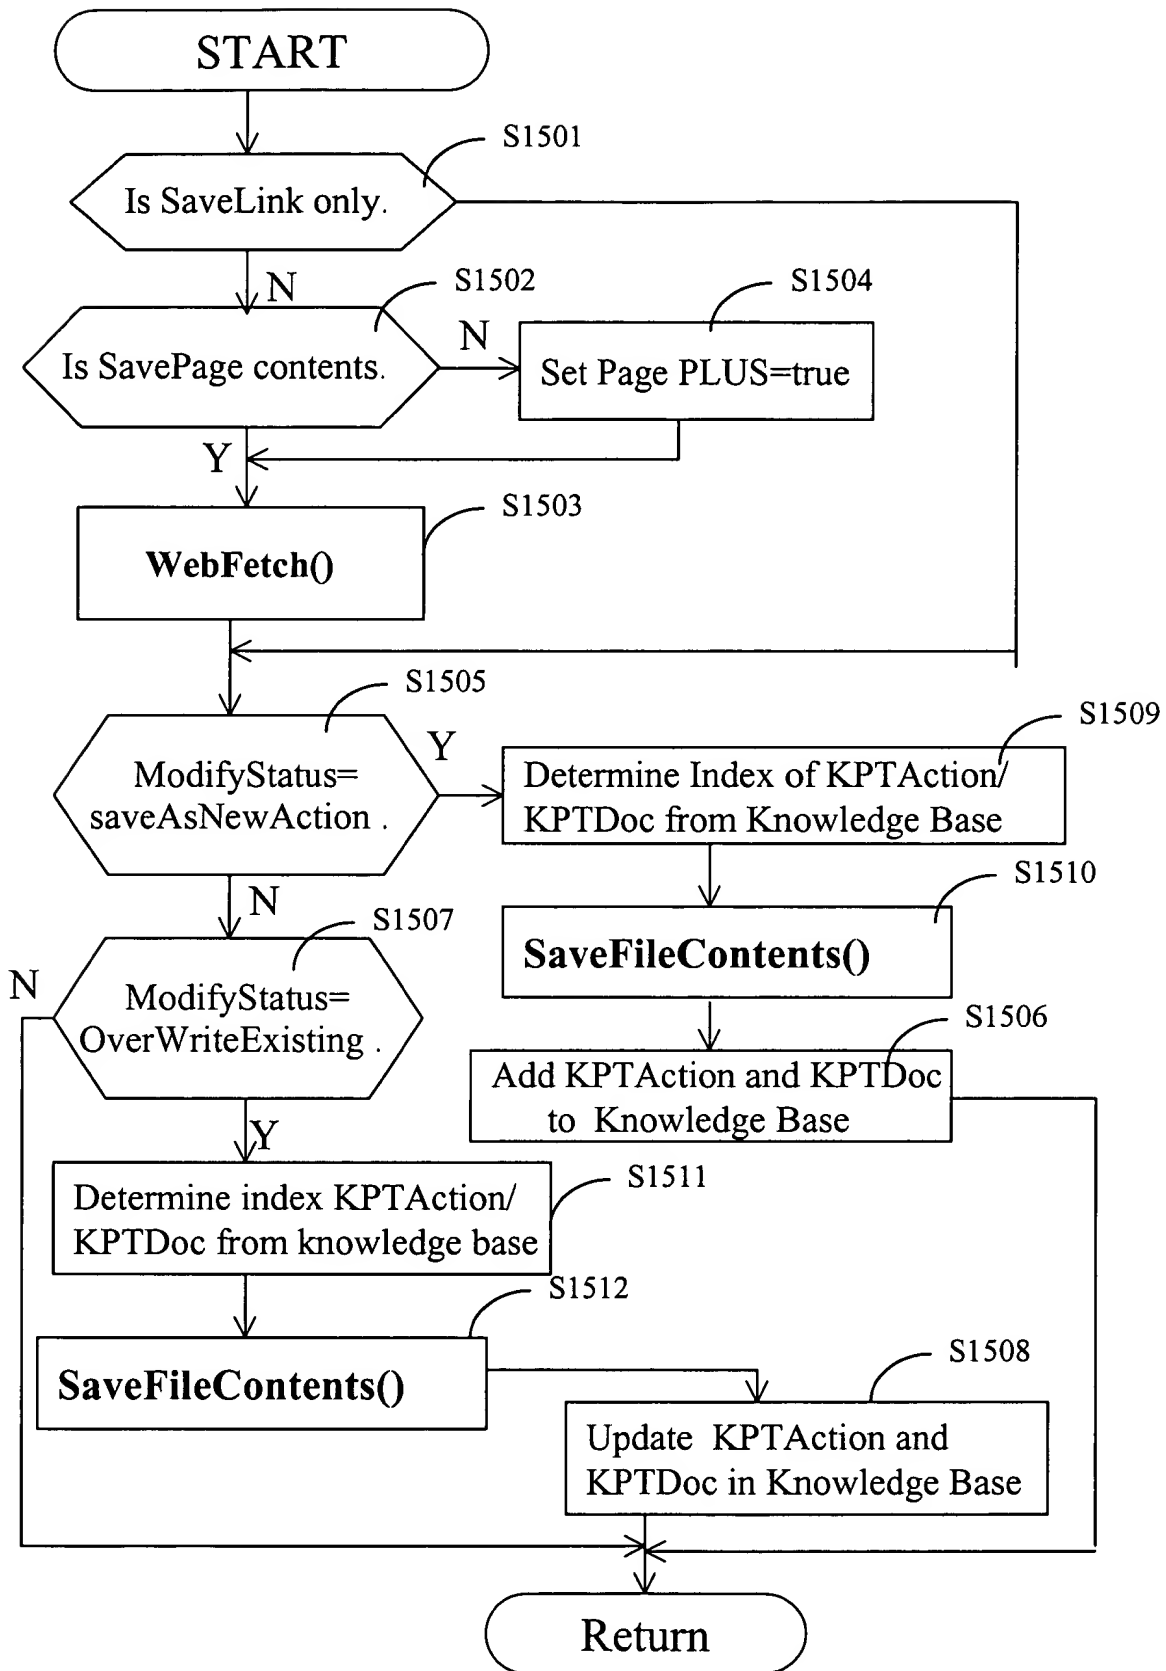 START
S1501
Is SaveLink only.
N
S1502
S1504
Is SavePage contents.
N
Set Page PLUS=true
Y
S1503
WebFetch()
S1505
S1509
ModifyStatus=
saveAsNewAction .
Y
Determine Index of KPTAction/
KPTDoc from Knowledge Base
N
S1510
S1507
SaveFileContents()
N
ModifyStatus=
OverWriteExisting .
S1506
Add KPTAction and KPTDoc
to Knowledge Base
Y
S1511
Determine index KPTAction/
KPTDoc from knowledge base
S1512
SaveFileContents()
S1508
Update KPTAction and
KPTDoc in Knowledge Base
Return